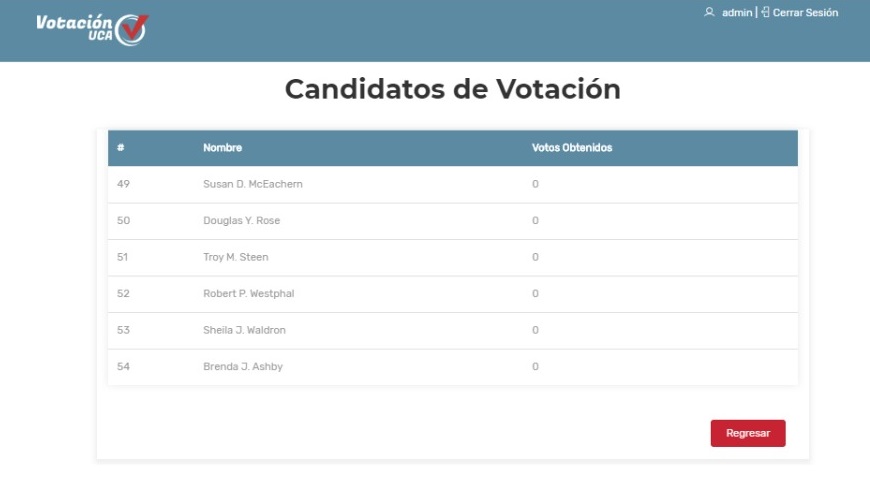 Votación
UCA
admin | Cerrar Sesión
Candidatos de Votación
# Nombre Votos Obtenidos
49 Susan D. McEachern 0
50 Douglas Y. Rose 0
51 Troy M. Steen 0
52 Robert P. Westphal 0
53 Sheila J. Waldron 0
54 Brenda J. Ashby 0
Regresar